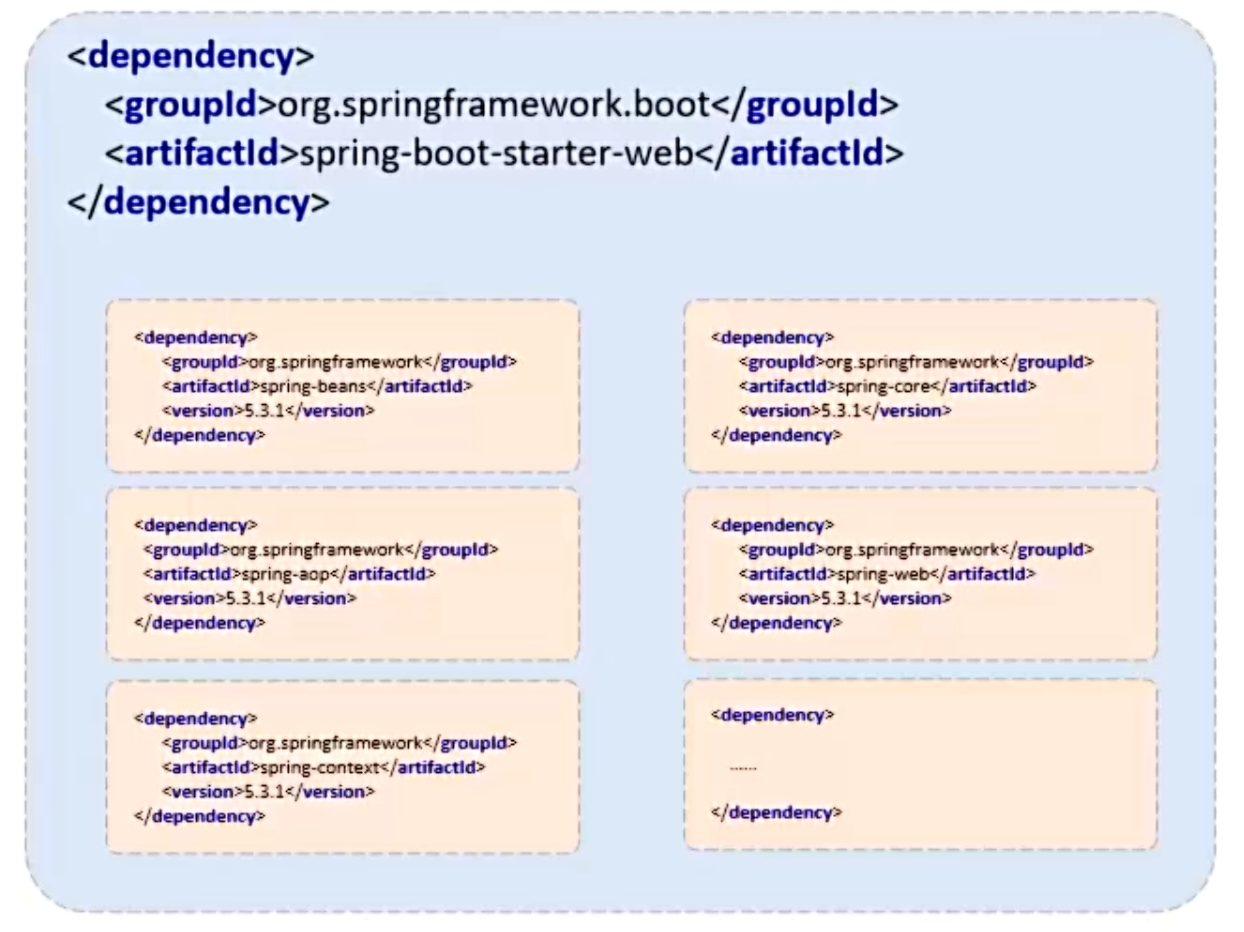 <dependency>
<groupId>org.springframework.boot</groupId>
<artifactId>spring-boot-starter-web</artifactId>
</dependency>
<dependency>
<groupId>org.springframework</groupId>
<artifactId>spring-beans</artifactId>
<version>5.3.1</version>
</dependency>
<dependency>
<groupId>org.springframework</groupId>
<artifactId>spring-core</artifactId>
<version>5.3.1</version>
</dependency>
<dependency>
<groupId>org.springframework</groupId>
<artifactId>spring-aop</artifactId>
<version>5.3.1</version>
</dependency>
<dependency>
<groupId>org.springframework</groupId>
<artifactId>spring-web</artifactId>
<version>5.3.1</version>
</dependency>
<dependency>
<groupId>org.springframework</groupId>
<artifactId>spring-context</artifactId>
<version>5.3.1</version>
</dependency>
<dependency>
......
</dependency>